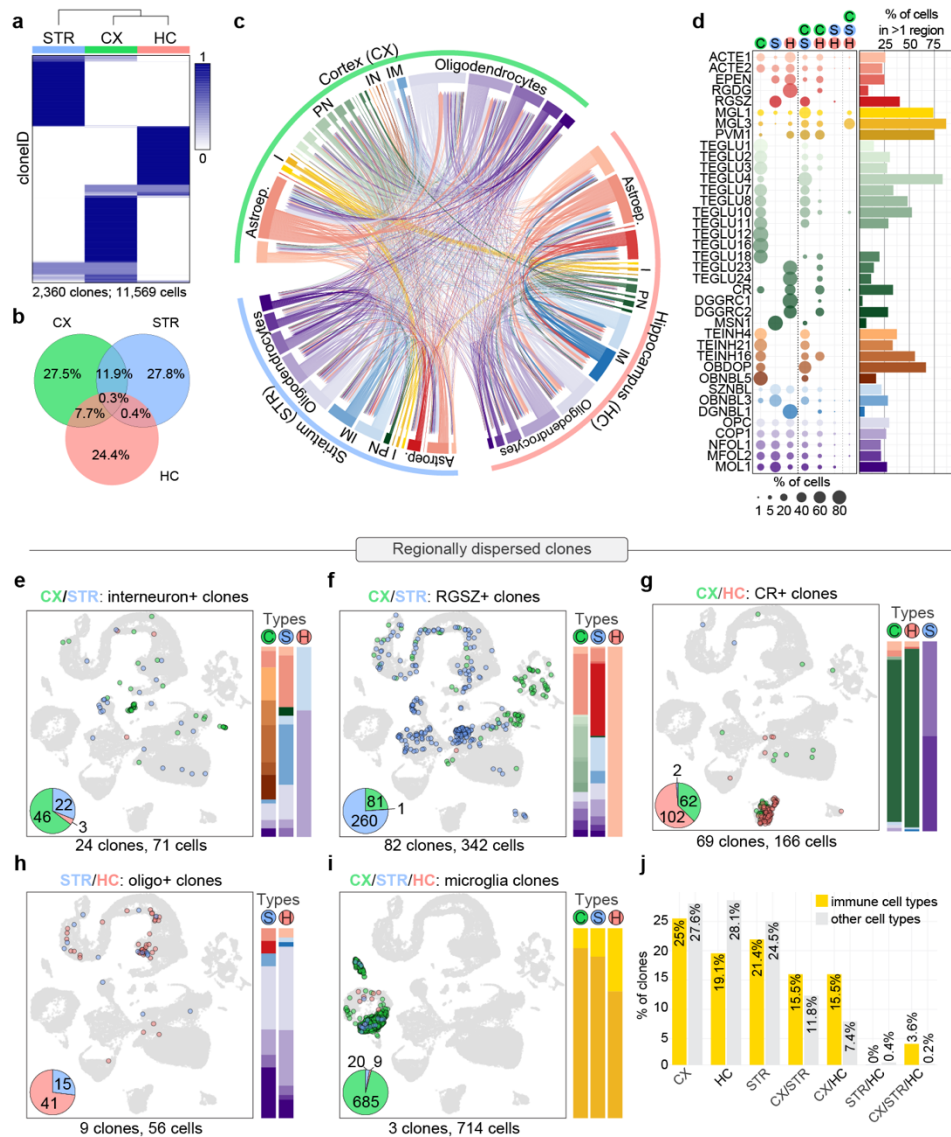 a
STR CX HC
1
0
cloneID
2,360 clones; 11,569 cells
b
CX
STR
27.5%
11.9%
27.8%
0.3%
7.7%
0.4%
24.4%
HC
c
Cortex (CX)
Astroep.
I
PN
IN
IM
Oligodendrocytes
Hippocampus (HC)
Astroep.
I
PN
IM
Oligodendrocytes
Striatum (STR)
Oligodendrocytes
IM
PN
I
Astroep.
d
C
C C S C
C S H S H H H
% of cells
in >1 region
25 50 75
ACTE1
ACTE2
EPEN
RGDG
RGSZ
MGL1
MGL3
PVM1
TEGLU1
TEGLU2
TEGLU3
TEGLU4
TEGLU7
TEGLU8
TEGLU10
TEGLU11
TEGLU12
TEGLU16
TEGLU18
TEGLU23
TEGLU24
CR
DGGRC1
DGGRC2
MSN1
TEINH4
TEINH21
TEINH16
OBDOP
OBNBL5
SZNBL
OBNBL3
DGNBL1
OPC
COP1
NFOL1
MFOL2
MOL1
25 50 75
% of cells
1 5 20 40 60 80
Regionally dispersed clones
e
CX/STR: interneuron+ clones
Types
C S H
22
46
3
24 clones, 71 cells
f
CX/STR: RGSZ+ clones
Types
C S H
81
1
260
82 clones, 342 cells
g
CX/HC: CR+ clones
Types
C H S
2
62
102
69 clones, 166 cells
h
STR/HC: oligo+ clones
Types
S H
15
41
9 clones, 56 cells
i
CX/STR/HC: microglia clones
Types
C S H
20 9
685
3 clones, 714 cells
j
immune cell types
other cell types
% of clones
25
20
15
10
5
0
25% 27.6%
19.1% 28.1%
21.4% 24.5%
15.5% 11.8%
15.5% 7.4%
0% 0.4%
3.6% 0.2%
CX
HC
STR
CX/STR
CX/HC
STR/HC
CX/STR/HC